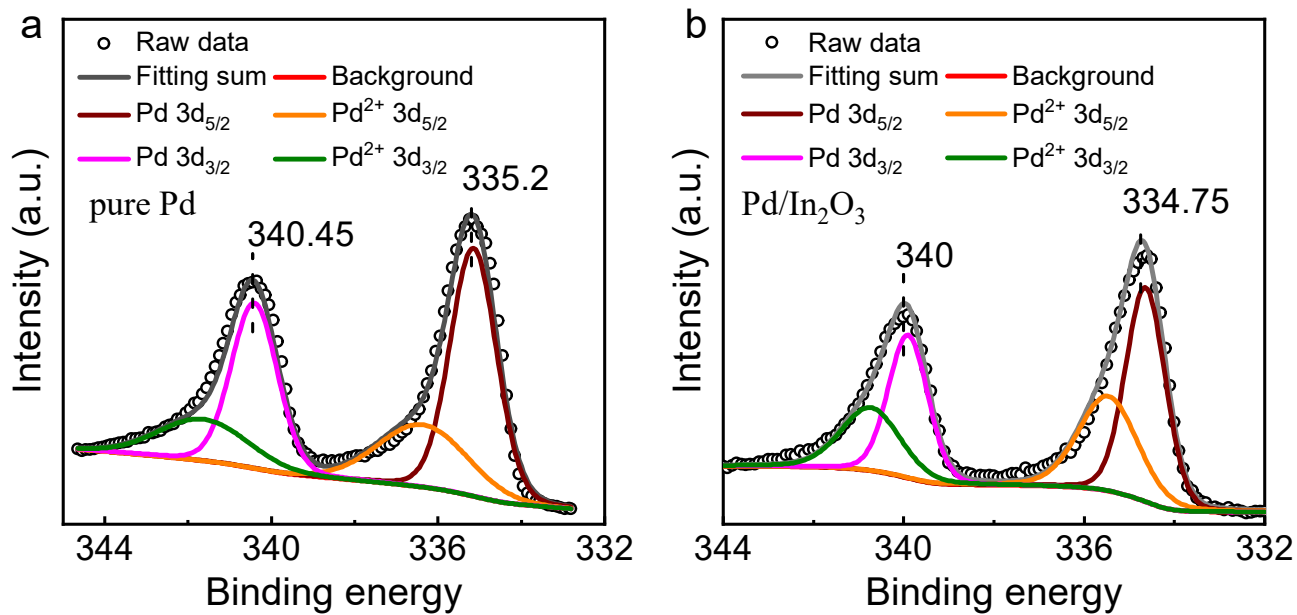 a
Raw data
Fitting sum
Background
Pd 3d5/2
Pd2+ 3d5/2
Pd 3d3/2
Pd2+ 3d3/2
pure Pd
335.2
340.45
Intensity (a.u.)
344
340
336
332
Binding energy
b
Raw data
Fitting sum
Background
Pd 3d5/2
Pd2+ 3d5/2
Pd 3d3/2
Pd2+ 3d3/2
Pd/In2O3
334.75
340
Intensity (a.u.)
344
340
336
332
Binding energy